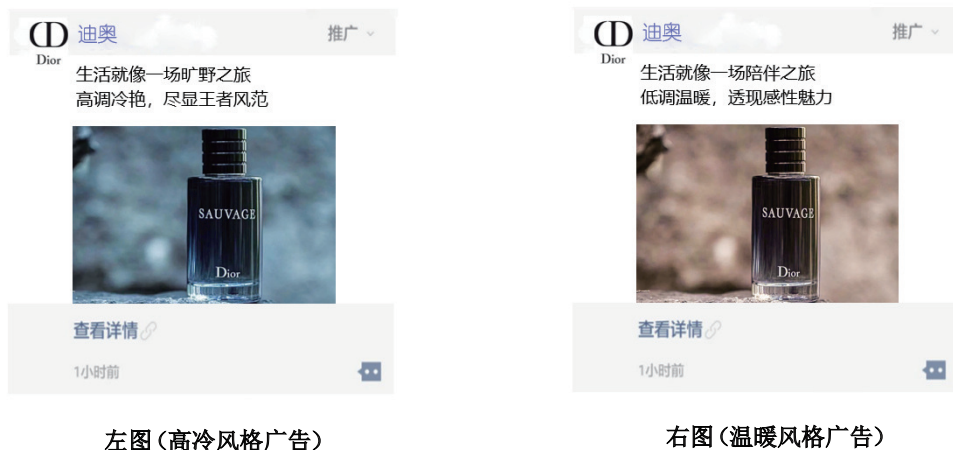 CD
Dior
迪奥
推广
生活就像一场旷野之旅
高调冷艳，尽显王者风范
SAUVAGE
Dior
查看详情
1小时前
左图（高冷风格广告）
CD
Dior
迪奥
推广
生活就像一场陪伴之旅
低调温暖，透现感性魅力
SAUVAGE
Dior
查看详情
1小时前
右图（温暖风格广告）